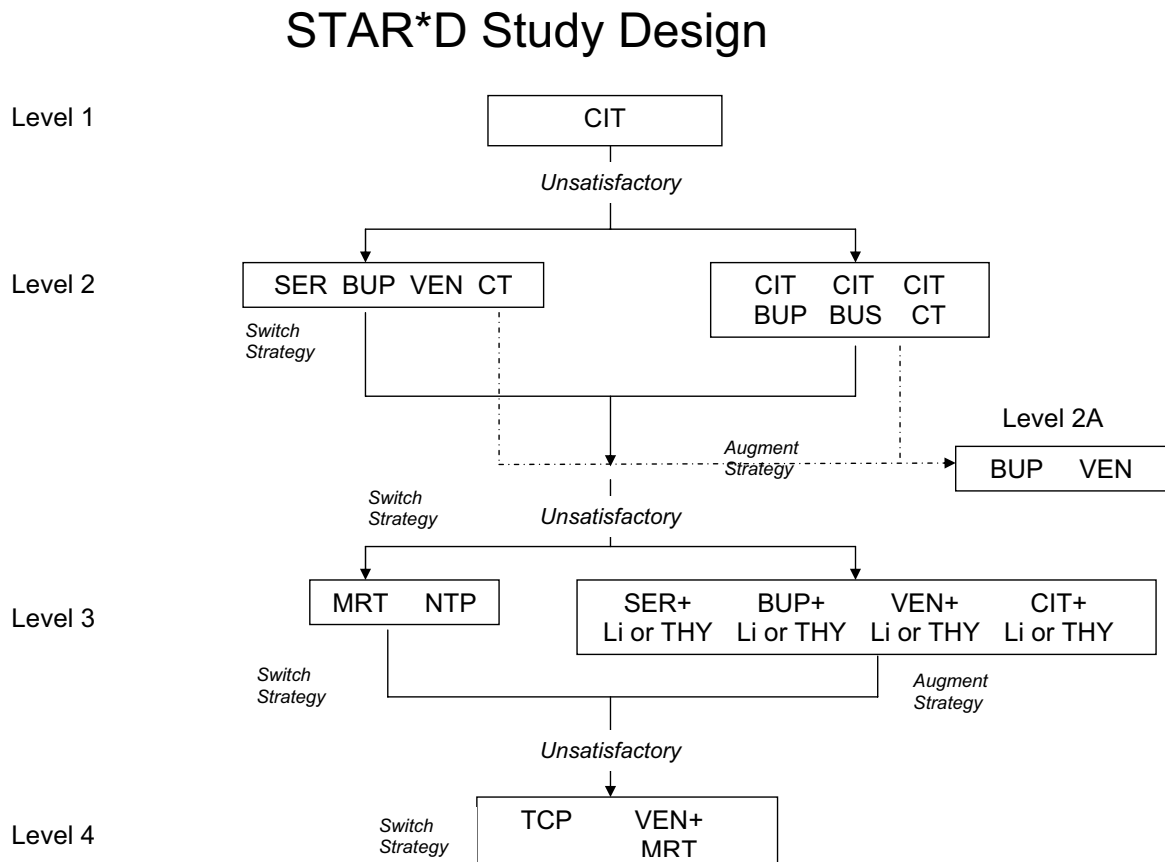 STAR*D Study Design
Level 1
CIT
Unsatisfactory
Level 2
SER BUP VEN CT
CIT CIT CIT
BUP BUS CT
Switch
Strategy
Level 2A
Augment
Strategy
BUP VEN
Switch
Strategy
Unsatisfactory
Level 3
MRT NTP
SER+ BUP+ VEN+ CIT+
Li or THY Li or THY Li or THY Li or THY
Switch
Strategy
Augment
Strategy
Unsatisfactory
Level 4
Switch
Strategy
TCP VEN+
MRT